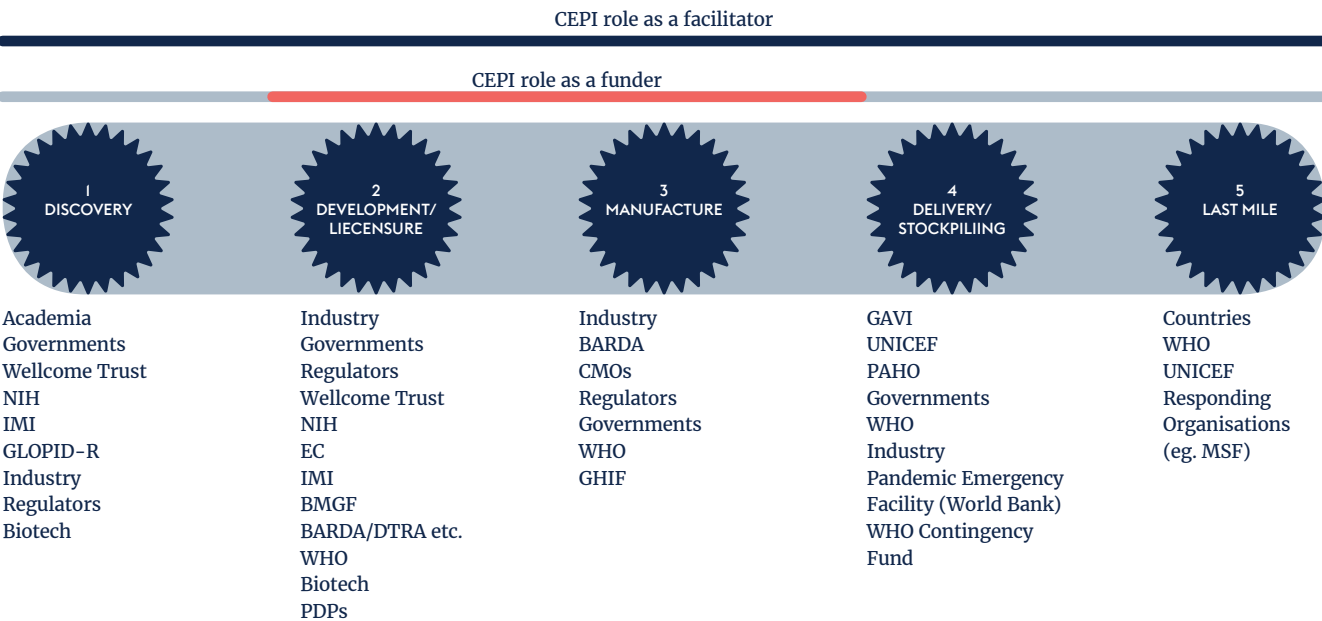 CEPI role as a facilitator
CEPI role as a funder
1
DISCOVERY
2
DEVELOPMENT/
LIECENSURE
3
MANUFACTURE
4
DELIVERY/
STOCKPILIING
5
LAST MILE
Academia
Governments
Wellcome Trust
NIH
IMI
GLOPID-R
Industry
Regulators
Biotech
Industry
Governments
Regulators
Wellcome Trust
NIH
EC
IMI
BMGF
BARDA/DTRA etc.
WHO
Biotech
PDPs
Industry
BARDA
CMOs
Regulators
Governments
WHO
GHIF
GAVI
UNICEF
PAHO
Governments
WHO
Industry
Pandemic Emergency
Facility (World Bank)
WHO Contingency
Fund
Countries
WHO
UNICEF
Responding
Organisations
(eg. MSF)